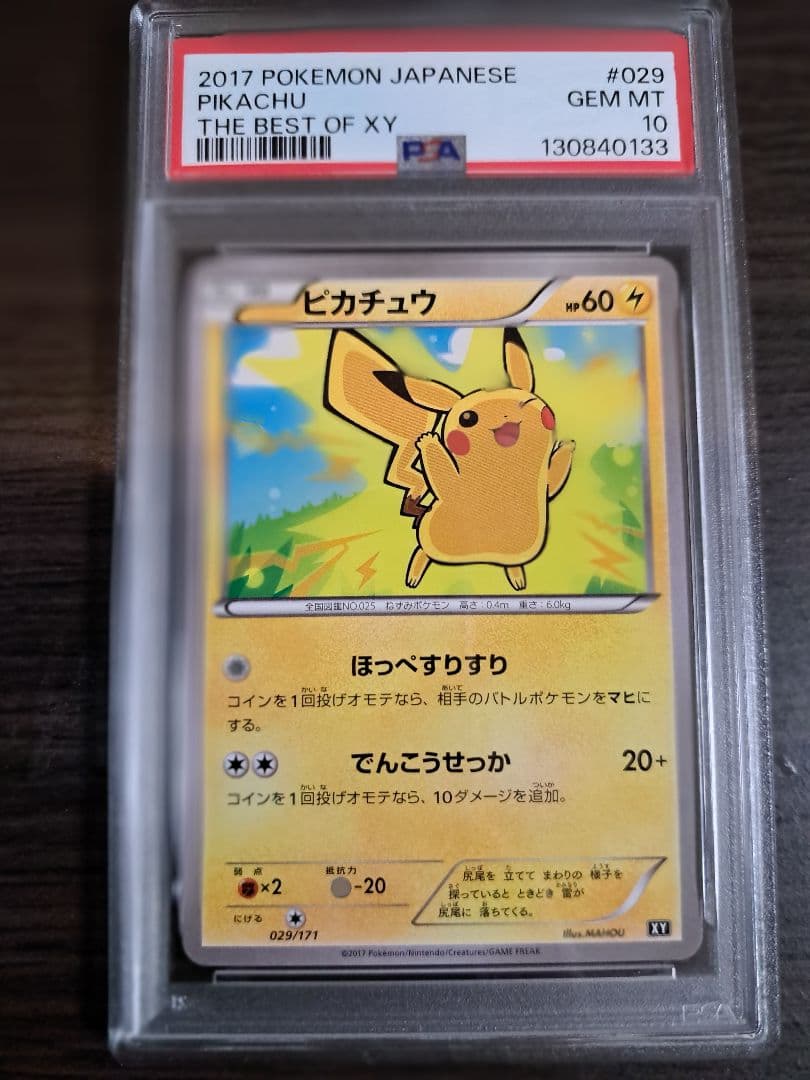 2017 POKEMON JAPANESE #029
PIKACHU GEM MT
THE BEST OF XY 10
PSA 130840133
ピカチュウ HP60
全国図鑑NO.025 ねずみポケモン 高さ:0.4m 重さ:6.0kg
ほっぺすりすり
コインを1回投げオモテなら、相手のバトルポケモンをマヒに
する。
でんこうせっか 20+
コインを1回投げオモテなら、10ダメージを追加。
弱点 抵抗力
×2 -20
にげる
尻尾を 立てて まわりの 様子を
探っていると ときどき 雷が
尻尾に 落ちてくる。
029/171 illus.MAHOU XY
©2017 Pokémon/Nintendo/Creatures/GAME FREAK
PSA